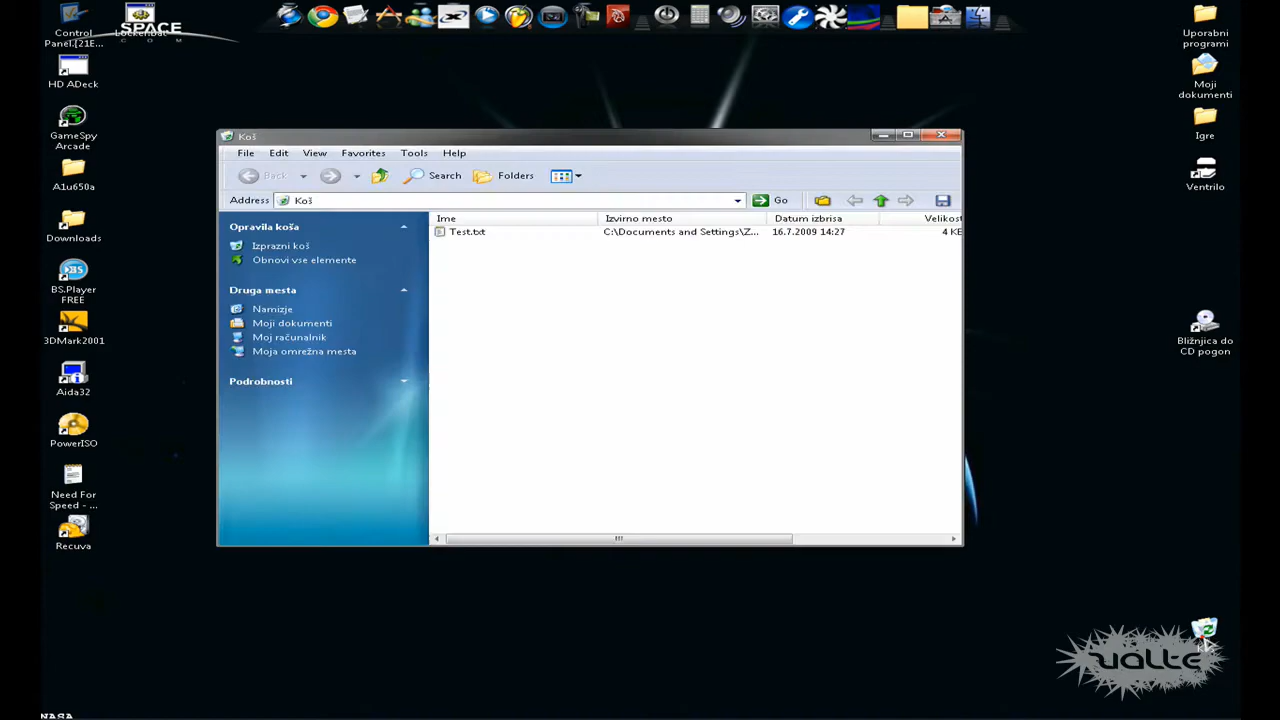 Control
Panel.{21E...
SPACE
C O M
HD ADeck
GameSpy
Arcade
A1u650a
Downloads
BS.Player
FREE
3DMark2001
Aida32
PowerISO
Need For
Speed - ...
Recuva
NASA
Koš
File Edit View Favorites Tools Help
Back Search Folders
Address Koš Go
Opravila koša
Izprazni koš
Obnovi vse elemente
Druga mesta
Namizje
Moji dokumenti
Moj računalnik
Moja omrežna mesta
Podrobnosti
Ime Izvirno mesto Datum izbrisa Velikost
Test.txt C:\Documents and Settings\Z... 16.7.2009 14:27 4 KB
Uporabni
programi
Moji
dokumenti
Igre
Ventrilo
Bližnjica do
CD pogon
valte